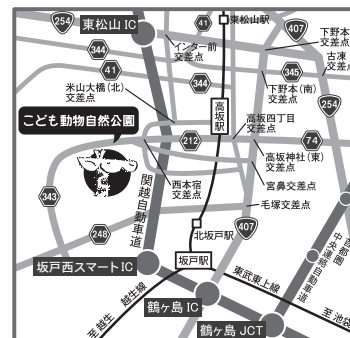 254
東松山IC
41
東松山駅
407
下野本
交差点
344
インター前
交差点
古凍
交差点
41
344
345
米山大橋(北)
交差点
高坂駅
下野本(南)
交差点
254
こども動物自然公園
高坂四丁目
交差点
212
74
高坂神社(東)
交差点
西本宿
交差点
宮鼻交差点
343
関越自動車道
毛塚交差点
248
北坂戸駅
407
首都圏
中央連絡自動車道
坂戸西スマートIC
坂戸駅
東武東上線
至越生
越生線
鶴ヶ島IC
至池袋
鶴ヶ島JCT